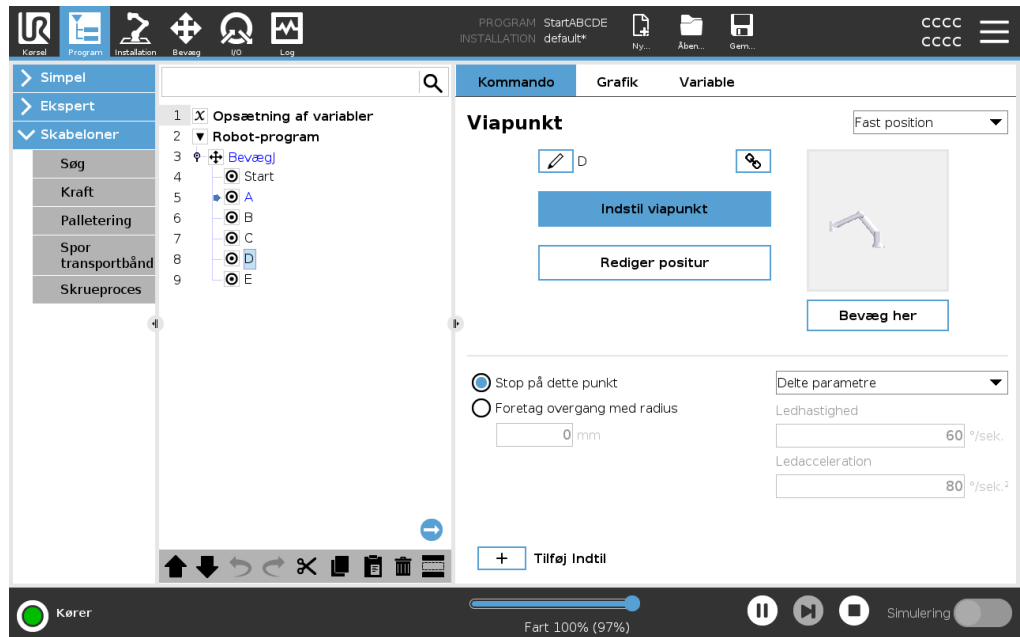 UR
PROGRAM StartABCDE
INSTALLATION default*
Kørsel
Program
Installation
Bevæg
I/O
Log
Ny...
Åben...
Gem...
CCCC
CCCC
Simpel
Ekspert
Skabeloner
Søg
Kraft
Palletering
Spor
transportbånd
Skrueproces
1 X Opsætning af variabler
2 Robot-program
3 BevægJ
4 Start
5 A
6 B
7 C
8 D
9 E
Kommando
Grafik
Variable
Viapunkt
Fast position
D
Indstil viapunkt
Rediger positur
Bevæg her
Stop på dette punkt
Foretag overgang med radius
0 mm
Delte parametre
Ledhastighed
60 °/sek.
Ledacceleration
80 °/sek.²
+ Tilføj Indtil
Kører
Fart 100% (97%)
Simulering